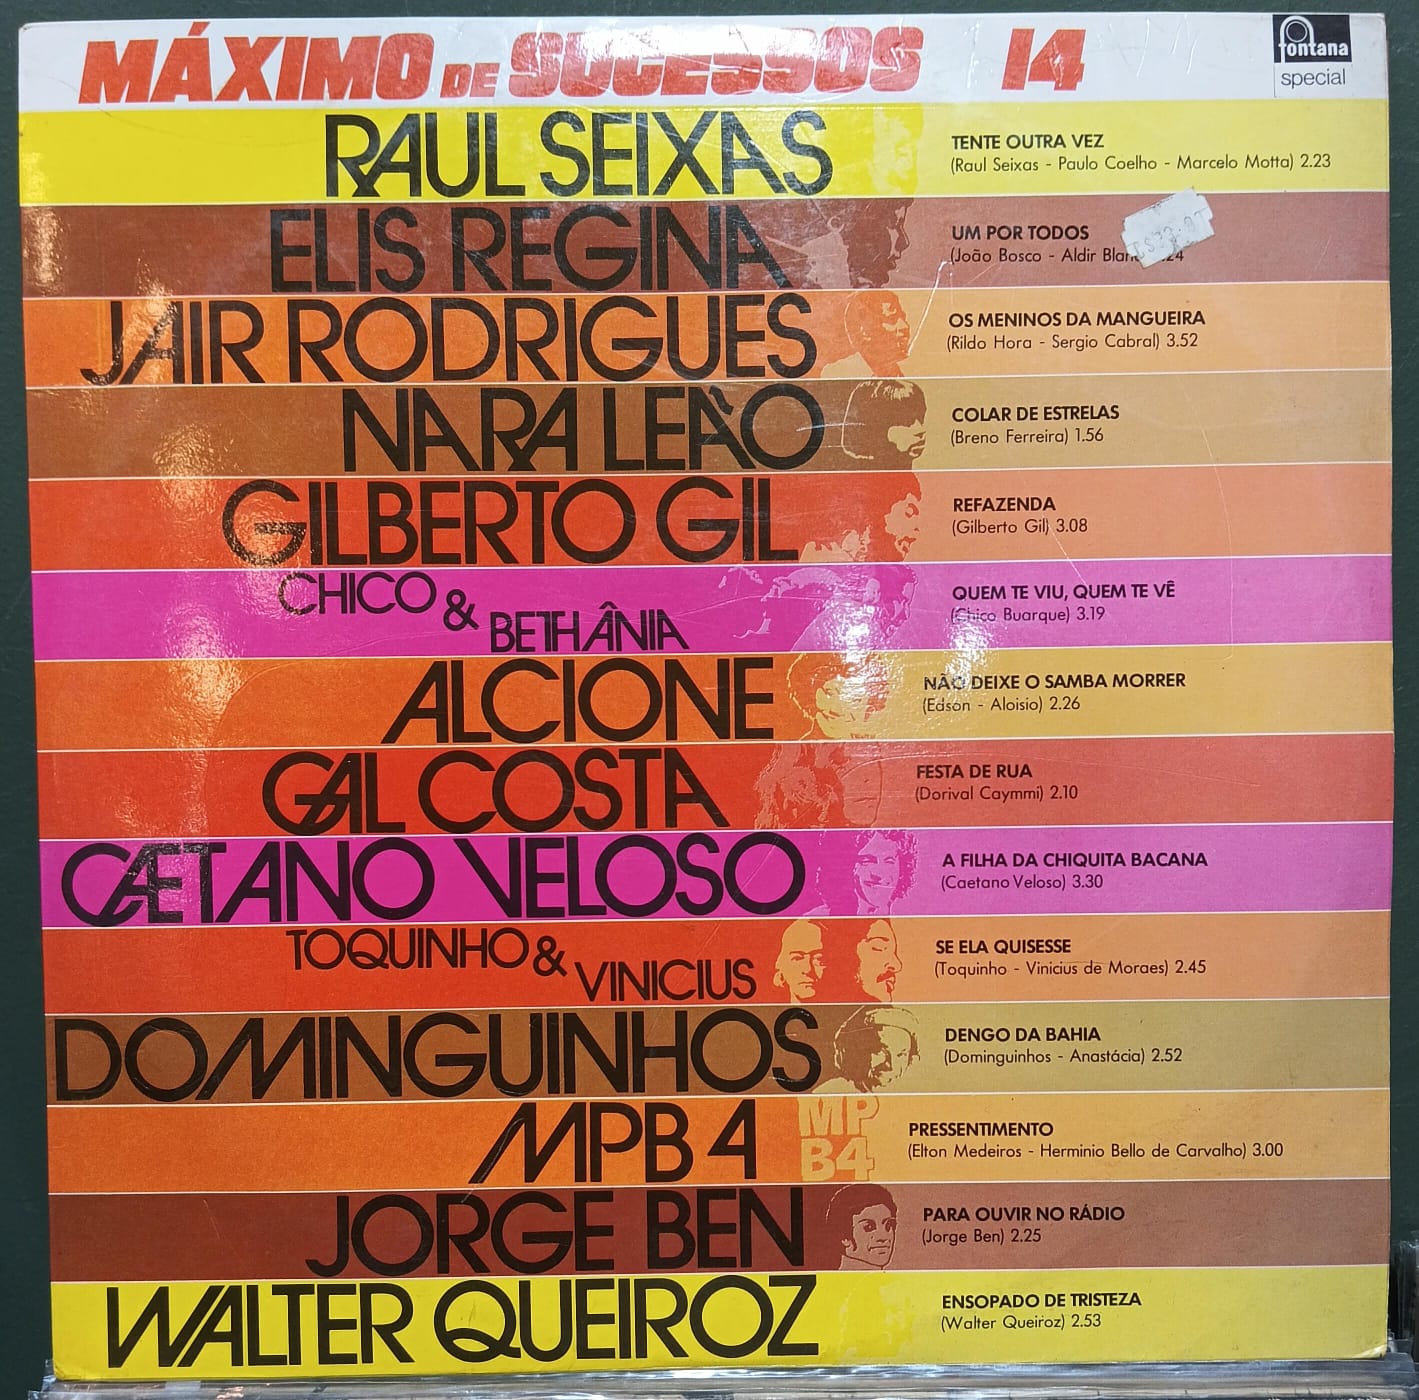 MÁXIMO DE SUCESSOS 14
fontana
special
RAUL SEIXAS
TENTE OUTRA VEZ
(Raul Seixas - Paulo Coelho - Marcelo Motta) 2.23
ELIS REGINA
UM POR TODOS
(João Bosco - Aldir
JAIR RODRIGUES
OS MENINOS DA MANGUEIRA
(Rildo Hora - Sergio Cabral) 3.52
NARA LEÃO
COLAR DE ESTRELAS
(Breno Ferreira) 1.56
GILBERTO GIL
REFAZENDA
(Gilberto Gil) 3.08
CHICO & BETHÂNIA
QUEM TE VIU, QUEM TE VÊ
(Chico Buarque) 3.19
ALCIONE
NÃO DEIXE O SAMBA MORRER
(Edson - Aloisio) 2.26
GAL COSTA
FESTA DE RUA
(Dorival Caymmi) 2.10
CAETANO VELOSO
A FILHA DA CHIQUITA BACANA
(Caetano Veloso) 3.30
TOQUINHO & VINICIUS
SE ELA QUISESSE
(Toquinho - Vinicius de Moraes) 2.45
DOMINGUINHOS
DENGO DA BAHIA
(Dominguinhos - Anastácia) 2.52
MPB 4
MP
B4
PRESSENTIMENTO
(Elton Medeiros - Herminio Bello de Carvalho) 3.00
JORGE BEN
PARA OUVIR NO RÁDIO
(Jorge Ben) 2.25
WALTER QUEIROZ
ENSOPADO DE TRISTEZA
(Walter Queiroz) 2.53